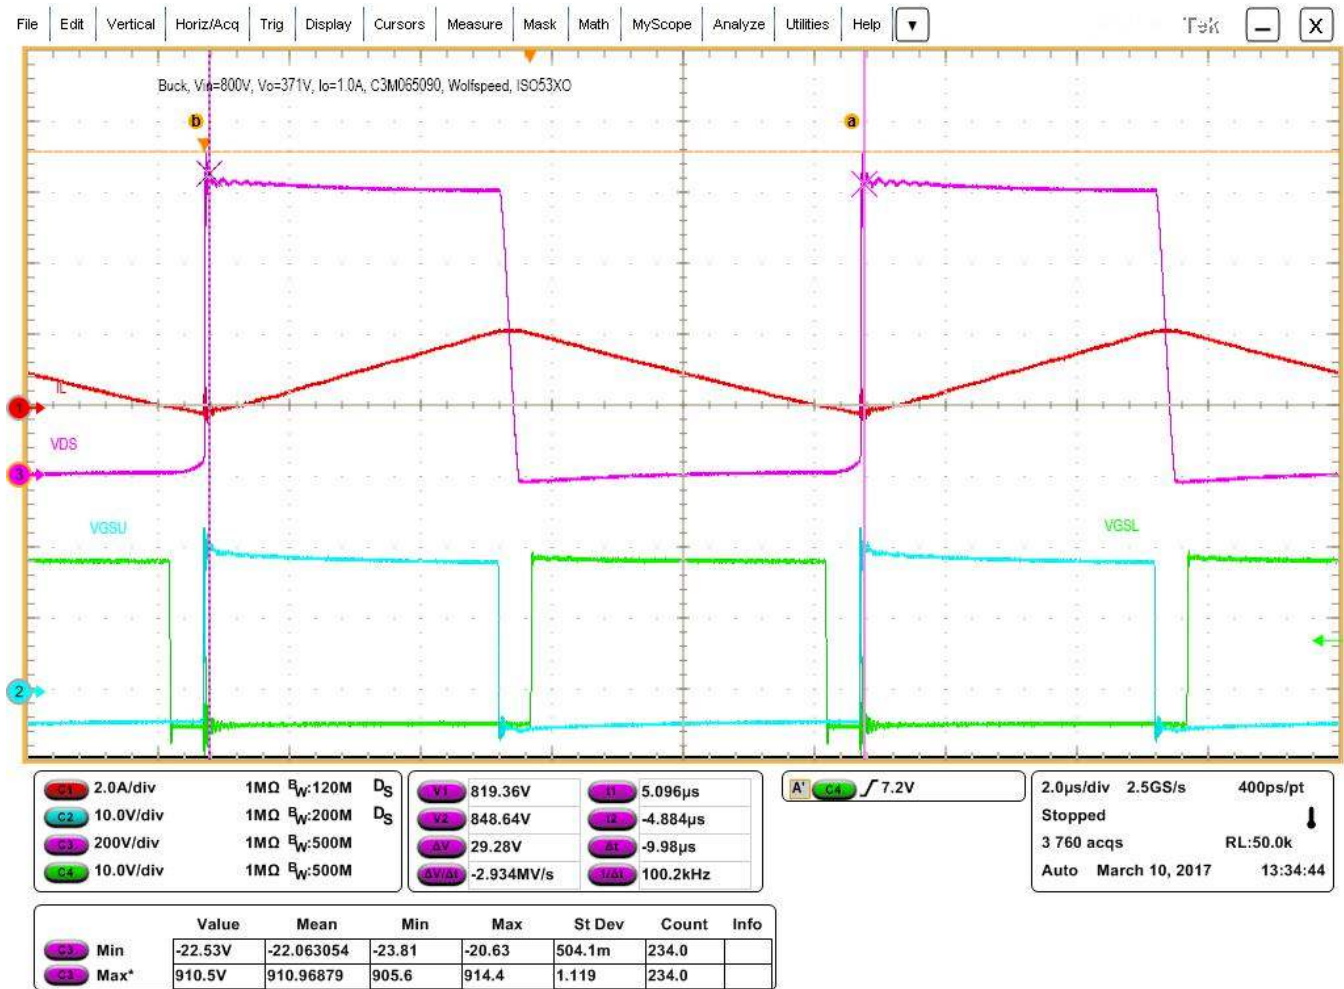 File Edit Vertical Horiz/Acq Trig Display Cursors Measure Mask Math MyScope Analyze Utilities Help Tek X
Buck, Vin=800V, Vo=371V, Io=1.0A, C3M065090, Wolfspeed, ISO53XO
b a
1 IL
VDS
3
VGSU VGSL
2
C1 2.0A/div 1MΩ BW:120M DS
C2 10.0V/div 1MΩ BW:200M DS
C3 200V/div 1MΩ BW:500M
C4 10.0V/div 1MΩ BW:500M
V1 819.36V t1 5.096µs
V2 848.64V t2 -4.884µs
ΔV 29.28V Δt -9.98µs
ΔV/Δt -2.934MV/s 1/Δt 100.2kHz
A' C4 7.2V
2.0µs/div 2.5GS/s 400ps/pt
Stopped
3 760 acqs RL:50.0k
Auto March 10, 2017 13:34:44
Value Mean Min Max St Dev Count Info
C3 Min -22.53V -22.063054 -23.81 -20.63 504.1m 234.0
C3 Max* 910.5V 910.96879 905.6 914.4 1.119 234.0